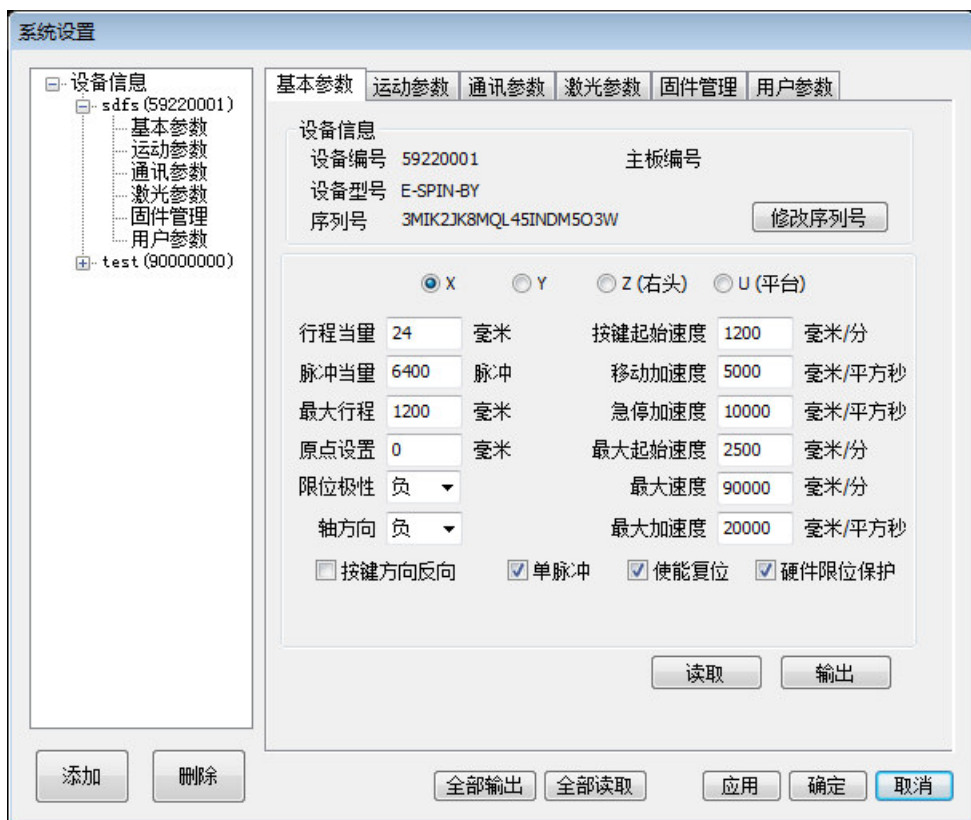 系统设置
设备信息
sdfs(59220001)
基本参数
运动参数
通讯参数
激光参数
固件管理
用户参数
test(90000000)
基本参数 运动参数 通讯参数 激光参数 固件管理 用户参数
设备信息
设备编号 59220001 主板编号
设备型号 E-SPIN-BY
序列号 3MIK2JK8MQL45INDM5O3W 修改序列号
X Y Z(右头) U(平台)
行程当量 24 毫米 按键起始速度 1200 毫米/分
脉冲当量 6400 脉冲 移动加速度 5000 毫米/平方秒
最大行程 1200 毫米 急停加速度 10000 毫米/平方秒
原点设置 0 毫米 最大起始速度 2500 毫米/分
限位极性 负 最大速度 90000 毫米/分
轴方向 负 最大加速度 20000 毫米/平方秒
按键方向反向 单脉冲 使能复位 硬件限位保护
读取 输出
添加 删除 全部输出 全部读取 应用 确定 取消